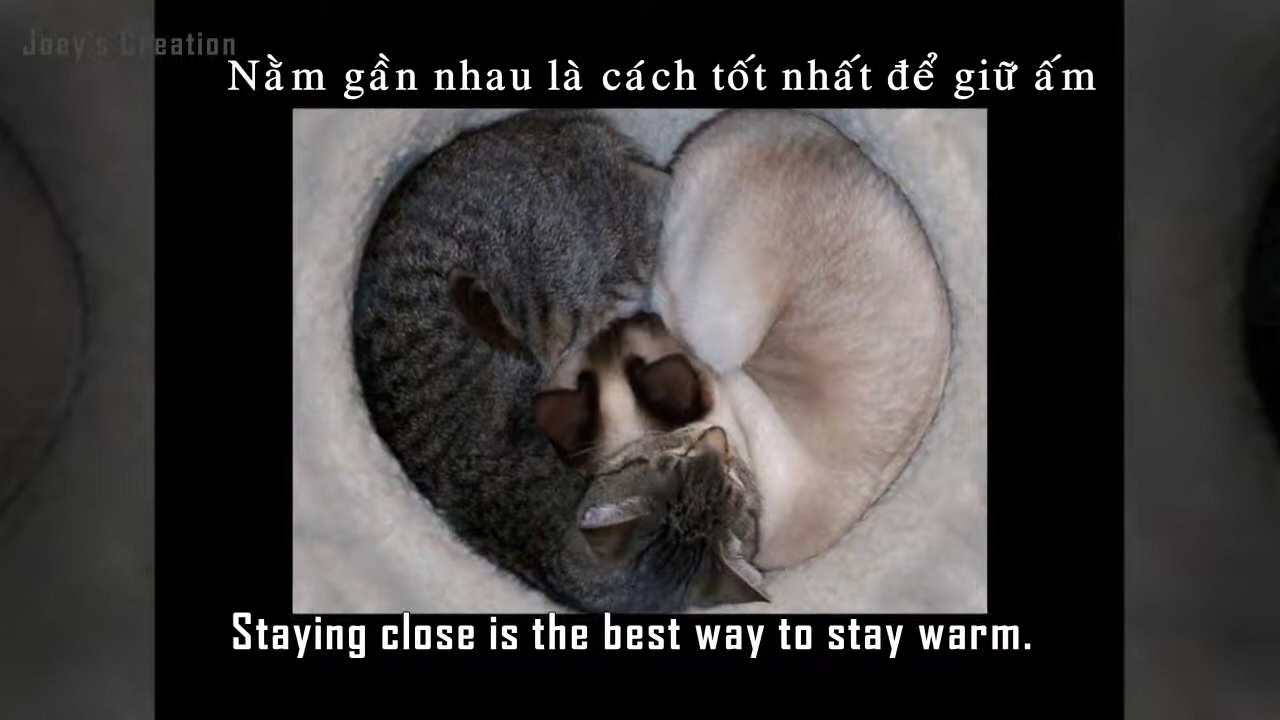 Joey's Creation
Nằm gần nhau là cách tốt nhất để giữ ấm
Staying close is the best way to stay warm.